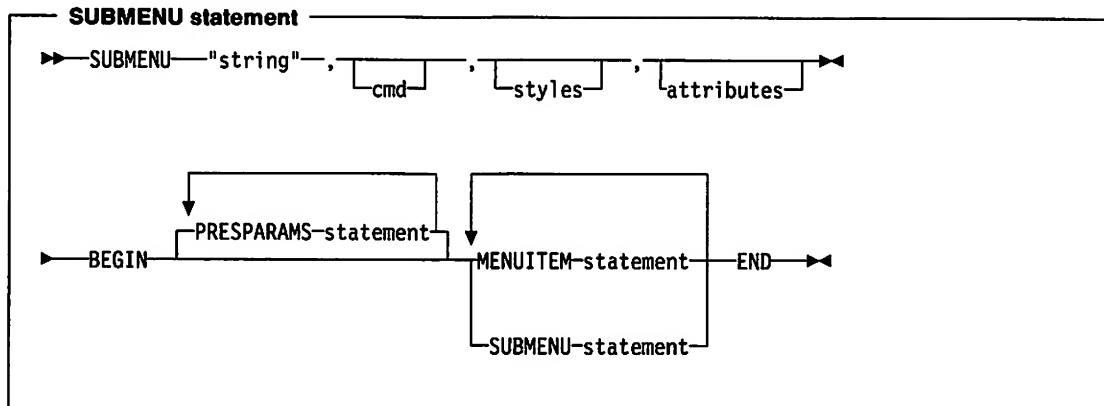 SUBMENU statement
SUBMENU "string" , cmd , styles , attributes
PRESPARAMS statement
BEGIN MENUITEM statement END
SUBMENU statement